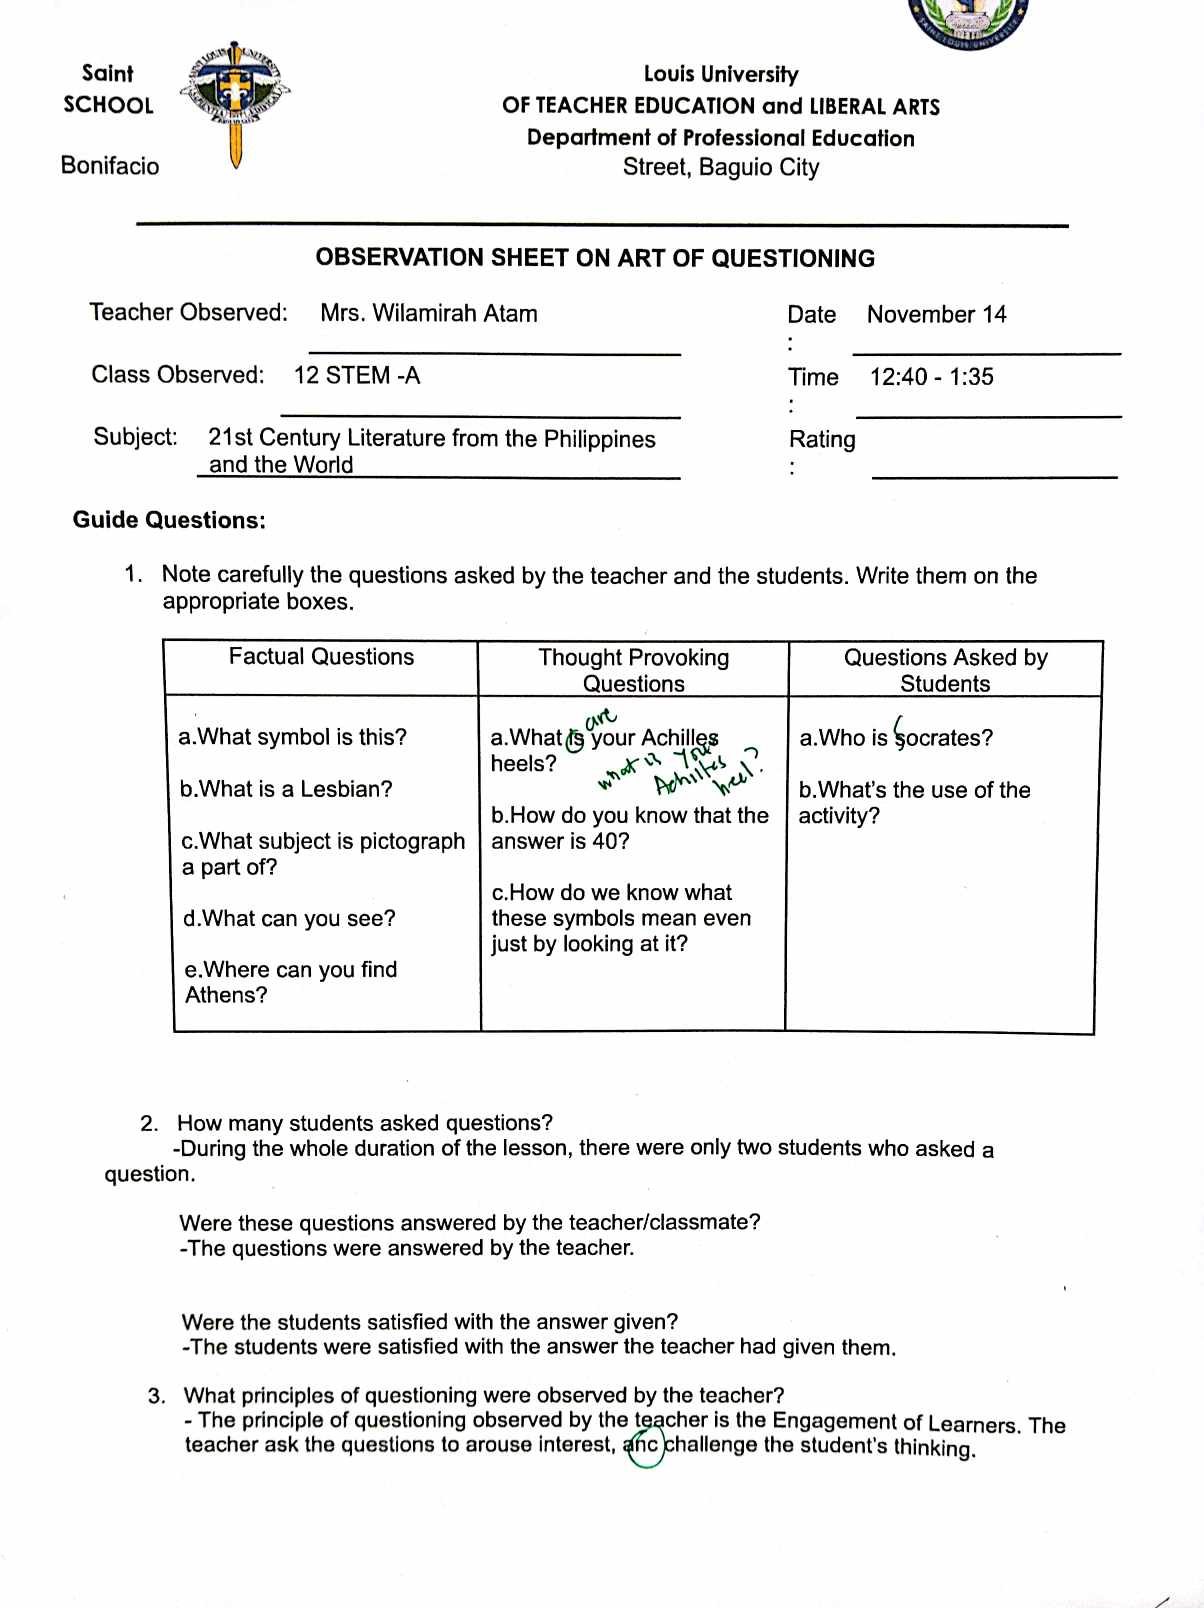 Saint Louis University
SCHOOL OF TEACHER EDUCATION and LIBERAL ARTS
Department of Professional Education
Bonifacio Street, Baguio City
OBSERVATION SHEET ON ART OF QUESTIONING
Teacher Observed: Mrs. Wilamirah Atam
Date : November 14
Class Observed: 12 STEM -A
Time : 12:40 - 1:35
Subject: 21st Century Literature from the Philippines
and the World
Rating :
Guide Questions:
1. Note carefully the questions asked by the teacher and the students. Write them on the
appropriate boxes.
Factual Questions
a.What symbol is this?
b.What is a Lesbian?
c.What subject is pictograph
a part of?
d.What can you see?
e.Where can you find
Athens?
Thought Provoking
Questions
are
a.What is your Achilles
heels?
what is your
Achilles
heel?
b.How do you know that the
answer is 40?
c.How do we know what
these symbols mean even
just by looking at it?
Questions Asked by
Students
a.Who is socrates?
b.What's the use of the
activity?
2. How many students asked questions?
-During the whole duration of the lesson, there were only two students who asked a
question.
Were these questions answered by the teacher/classmate?
-The questions were answered by the teacher.
Were the students satisfied with the answer given?
-The students were satisfied with the answer the teacher had given them.
3. What principles of questioning were observed by the teacher?
- The principle of questioning observed by the teacher is the Engagement of Learners. The
teacher ask the questions to arouse interest, anc challenge the student's thinking.